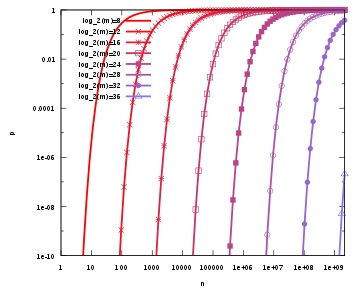 1
0.01
0.0001
1e-06
1e-08
1e-10
p
log_2(m)=8
log_2(m)=12
log_2(m)=16
log_2(m)=20
log_2(m)=24
log_2(m)=28
log_2(m)=32
log_2(m)=36
1 10 100 1000 10000 100000 1e+06 1e+07 1e+08 1e+09
n